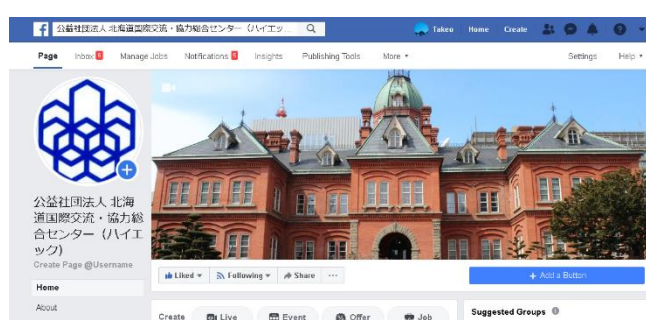 公益社団法人 北海道国際交流・協力総合センター（ハイエッ...
Takeo Home Create
Page Inbox 6 Manage Jobs Notifications 5 Insights Publishing Tools More Settings Help
公益社団法人 北海
道国際交流・協力総
合センター（ハイエ
ック)
Create Page @Username
Liked Following Share ...
+ Add a Button
Home
About
Create Live Event Offer Job
Suggested Groups